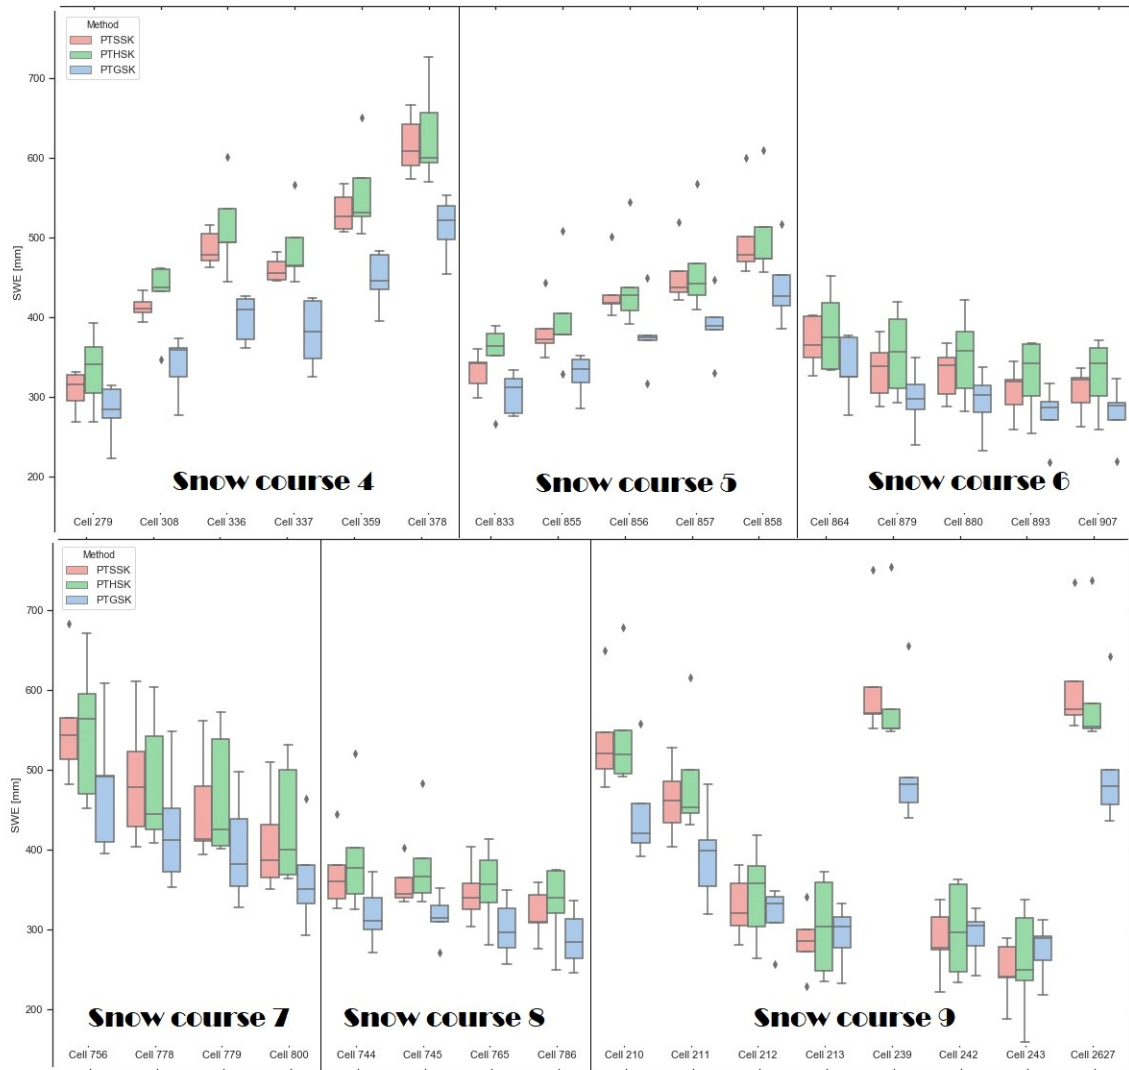 Method
PTSSK
PTHSK
PTGSK
700
600
500
400
300
200
SWE [mm]
Snow course 4
Snow course 5
Snow course 6
Cell 279
Cell 308
Cell 336
Cell 337
Cell 359
Cell 378
Cell 833
Cell 855
Cell 856
Cell 857
Cell 858
Cell 864
Cell 879
Cell 880
Cell 893
Cell 907
Method
PTSSK
PTHSK
PTGSK
700
600
500
400
300
200
SWE [mm]
Snow course 7
Snow course 8
Snow course 9
Cell 756
Cell 778
Cell 779
Cell 800
Cell 744
Cell 745
Cell 765
Cell 786
Cell 210
Cell 211
Cell 212
Cell 213
Cell 239
Cell 242
Cell 243
Cell 2627